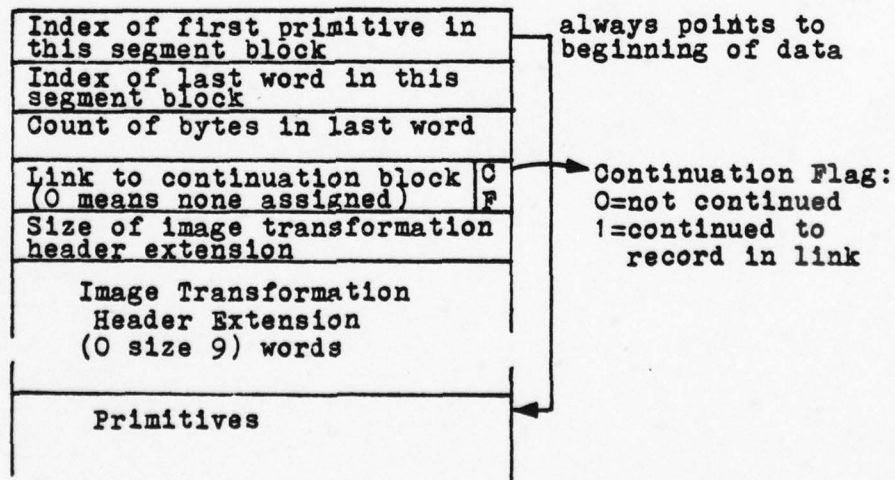 Index of first primitive in
this segment block
always points to
beginning of data
Index of last word in this
segment block
Count of bytes in last word
Link to continuation block
(0 means none assigned)
C
F
Continuation Flag:
0=not continued
1=continued to
record in link
Size of image transformation
header extension
Image Transformation
Header Extension
(0 size 9) words
Primitives